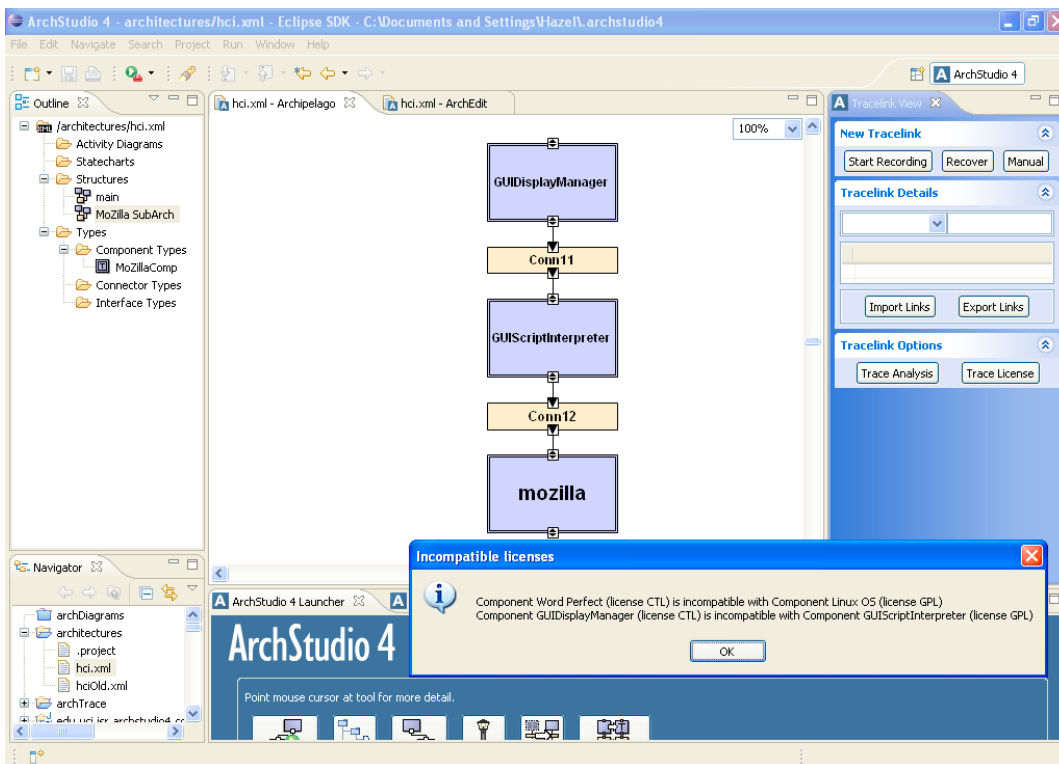 ArchStudio 4 - architectures/hci.xml - Eclipse SDK - C:\Documents and Settings\Hazel\.archstudio4
File Edit Navigate Search Project Run Window Help
ArchStudio 4
Outline
/architectures/hci.xml
Activity Diagrams
Statecharts
Structures
main
MoZilla SubArch
Types
Component Types
MoZillaComp
Connector Types
Interface Types
hci.xml - Archipelago
hci.xml - ArchEdit
100%
GUIDisplayManager
Conn11
GUIScriptInterpreter
Conn12
mozilla
Tracelink View
New Tracelink
Start Recording Recover Manual
Tracelink Details
Import Links Export Links
Tracelink Options
Trace Analysis Trace License
Incompatible licenses
Component Word Perfect (license CTL) is incompatible with Component Linux OS (license GPL)
Component GUIDisplayManager (license CTL) is incompatible with Component GUIScriptInterpreter (license GPL)
OK
Navigator
archDiagrams
architectures
.project
hci.xml
hciOld.xml
archTrace
ArchStudio 4 Launcher
ArchStudio 4
Point mouse cursor at tool for more detail.